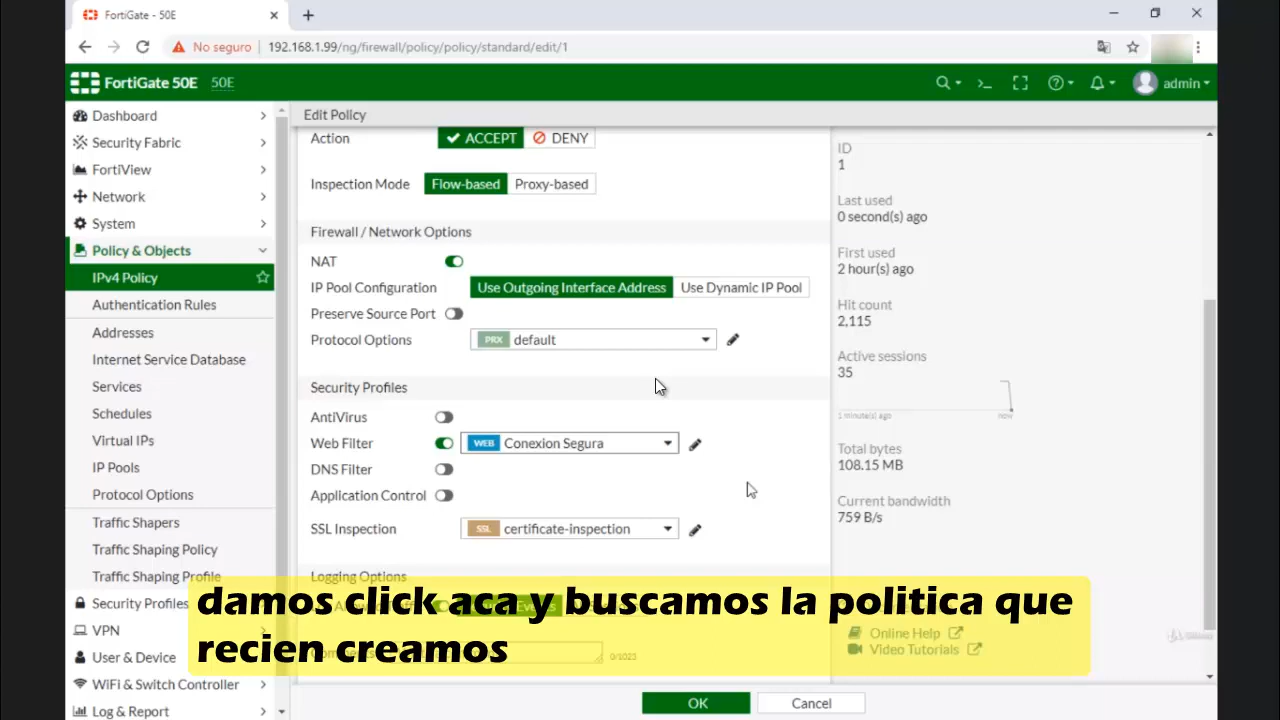 FortiGate - 50E
No seguro
192.168.1.99/ng/firewall/policy/policy/standard/edit/1
FortiGate 50E
50E
admin
Dashboard
Security Fabric
FortiView
Network
System
Policy & Objects
IPv4 Policy
Authentication Rules
Addresses
Internet Service Database
Services
Schedules
Virtual IPs
IP Pools
Protocol Options
Traffic Shapers
Traffic Shaping Policy
Traffic Shaping Profile
Security Profiles
VPN
User & Device
WiFi & Switch Controller
Log & Report
Edit Policy
Action ACCEPT DENY
Inspection Mode Flow-based Proxy-based
Firewall / Network Options
NAT
IP Pool Configuration Use Outgoing Interface Address Use Dynamic IP Pool
Preserve Source Port
Protocol Options PRX default
Security Profiles
AntiVirus
Web Filter WEB Conexion Segura
DNS Filter
Application Control
SSL Inspection SSL certificate-inspection
Logging Options
0/1023
OK Cancel
ID
1
Last used
0 second(s) ago
First used
2 hour(s) ago
Hit count
2,115
Active sessions
35
1 minute(s) ago now
Total bytes
108.15 MB
Current bandwidth
759 B/s
Online Help
Video Tutorials
damos click aca y buscamos la politica que
recien creamos